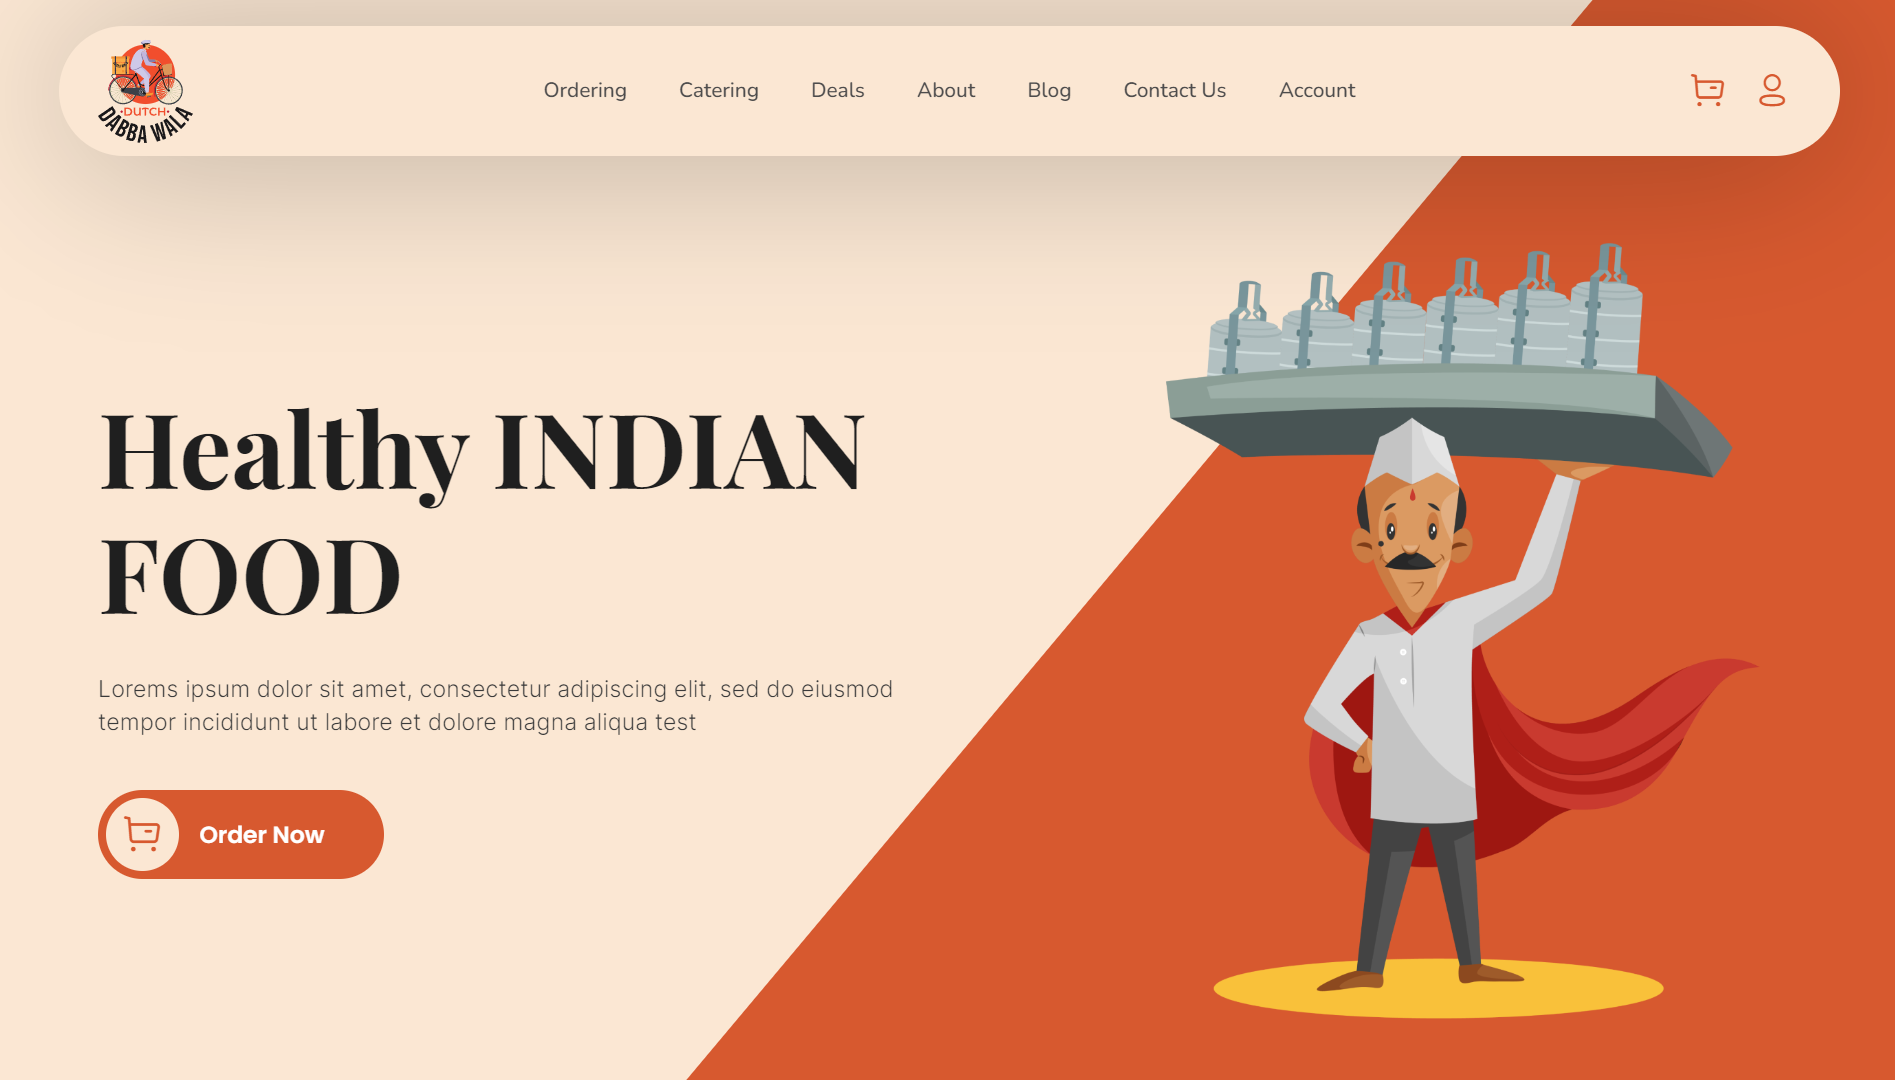 DUTCH
DABBA WALA
Ordering
Catering
Deals
About
Blog
Contact Us
Account
Healthy INDIAN
FOOD
Lorems ipsum dolor sit amet, consectetur adipiscing elit, sed do eiusmod
tempor incididunt ut labore et dolore magna aliqua test
Order Now